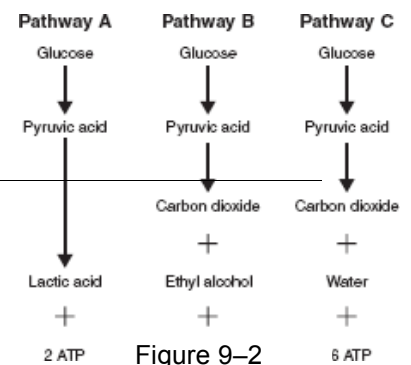 Pathway A Pathway B Pathway C
Glucose Glucose Glucose
Pyruvic acid Pyruvic acid Pyruvic acid
Carbon dioxide Carbon dioxide
+ +
Lactic acid Ethyl alcohol Water
+ + +
2 ATP Figure 9–2 6 ATP